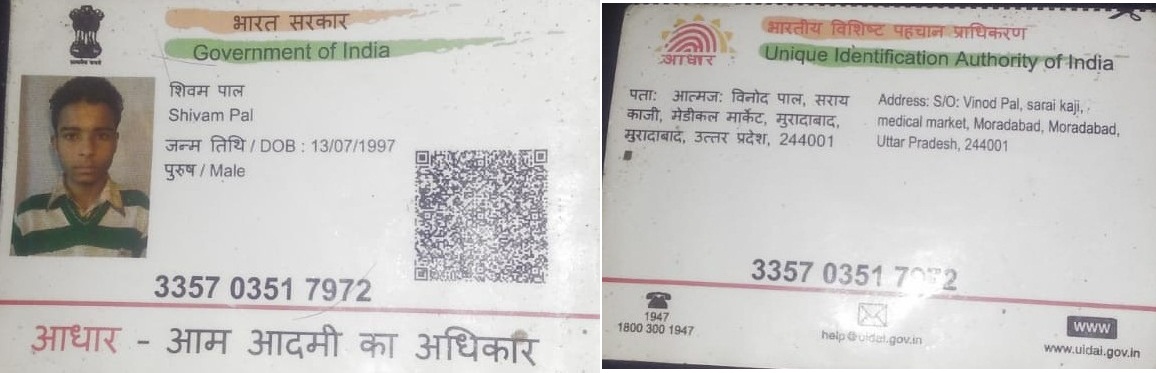 भारत सरकार
Government of India
शिवम पाल
Shivam Pal
जन्म तिथि / DOB : 13/07/1997
पुरुष / Male
3357 0351 7972
आधार - आम आदमी का अधिकार
भारतीय विशिष्ट पहचान प्राधिकरण
Unique Identification Authority of India
आधार
पता: आत्मज: विनोद पाल, सराय
काजी, मेडीकल मार्केट, मुरादाबाद,
मुरादाबाद, उत्तर प्रदेश, 244001
Address: S/O: Vinod Pal, sarai kaji,
medical market, Moradabad, Moradabad,
Uttar Pradesh, 244001
3357 0351
1947
1800 300 1947
help@uidai.gov.in
www
www.uidai.gov.in